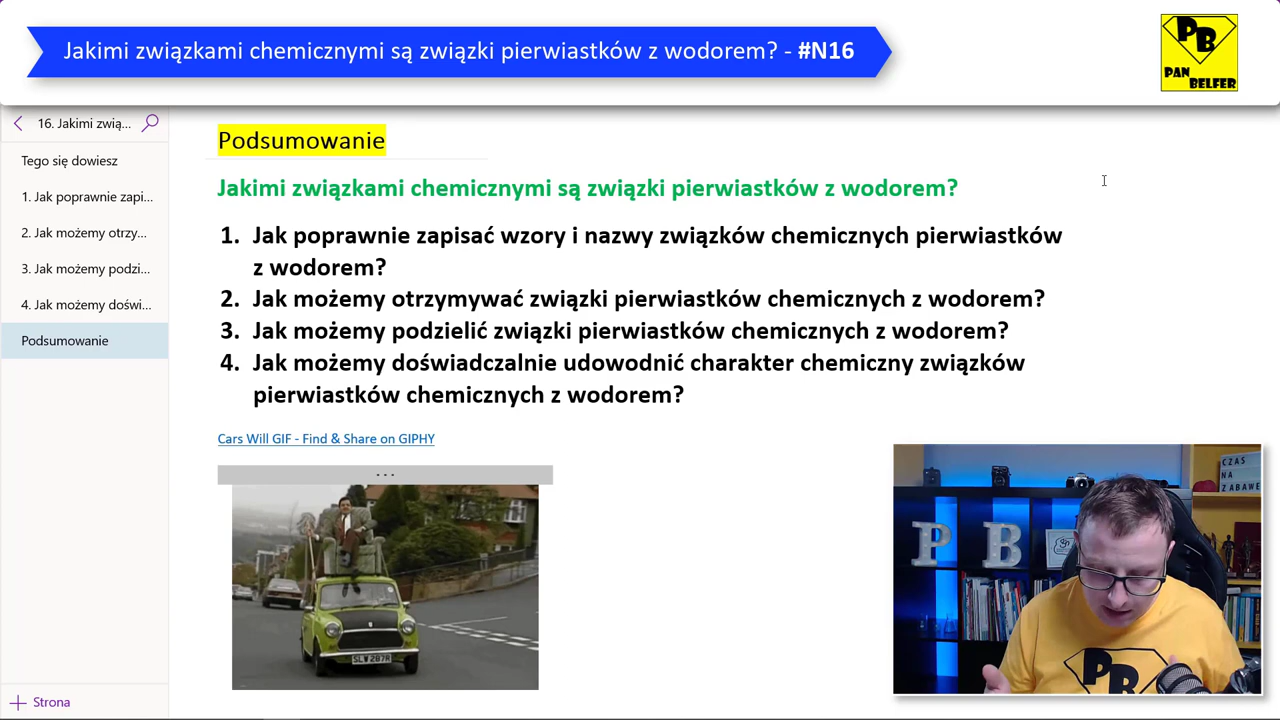 Jakimi związkami chemicznymi są związki pierwiastków z wodorem? - #N16
PB
PAN
BELFER
16. Jakimi zwią...
Tego się dowiesz
1. Jak poprawnie zapi...
2. Jak możemy otrzy...
3. Jak możemy podzi...
4. Jak możemy doświ...
Podsumowanie
Strona
Podsumowanie
Jakimi związkami chemicznymi są związki pierwiastków z wodorem?
1. Jak poprawnie zapisać wzory i nazwy związków chemicznych pierwiastków
z wodorem?
2. Jak możemy otrzymywać związki pierwiastków chemicznych z wodorem?
3. Jak możemy podzielić związki pierwiastków chemicznych z wodorem?
4. Jak możemy doświadczalnie udowodnić charakter chemiczny związków
pierwiastków chemicznych z wodorem?
Cars Will GIF - Find & Share on GIPHY
...
SLW 287R
CZAS
NA
ZABAWĘ
P B
PB